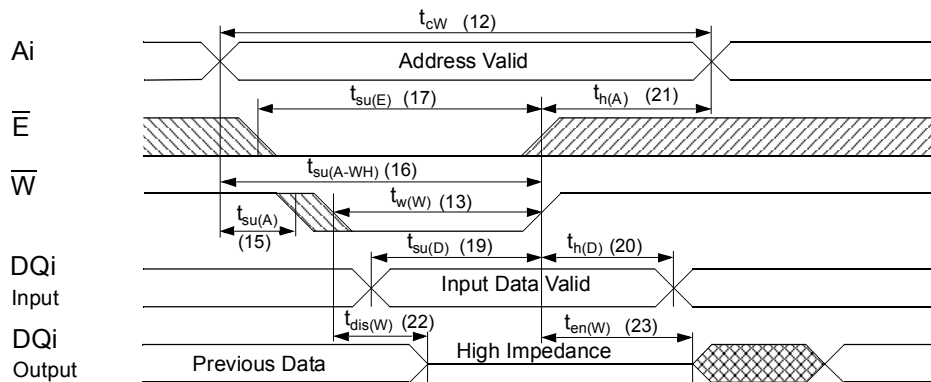 t_cW (12)
Ai
Address Valid
t_su(E) (17)
t_h(A) (21)
E̅
t_su(A-WH) (16)
W̅
t_w(W) (13)
t_su(A)
(15)
t_su(D) (19)
t_h(D) (20)
DQi
Input
Input Data Valid
t_dis(W) (22)
t_en(W) (23)
DQi
Output
Previous Data
High Impedance